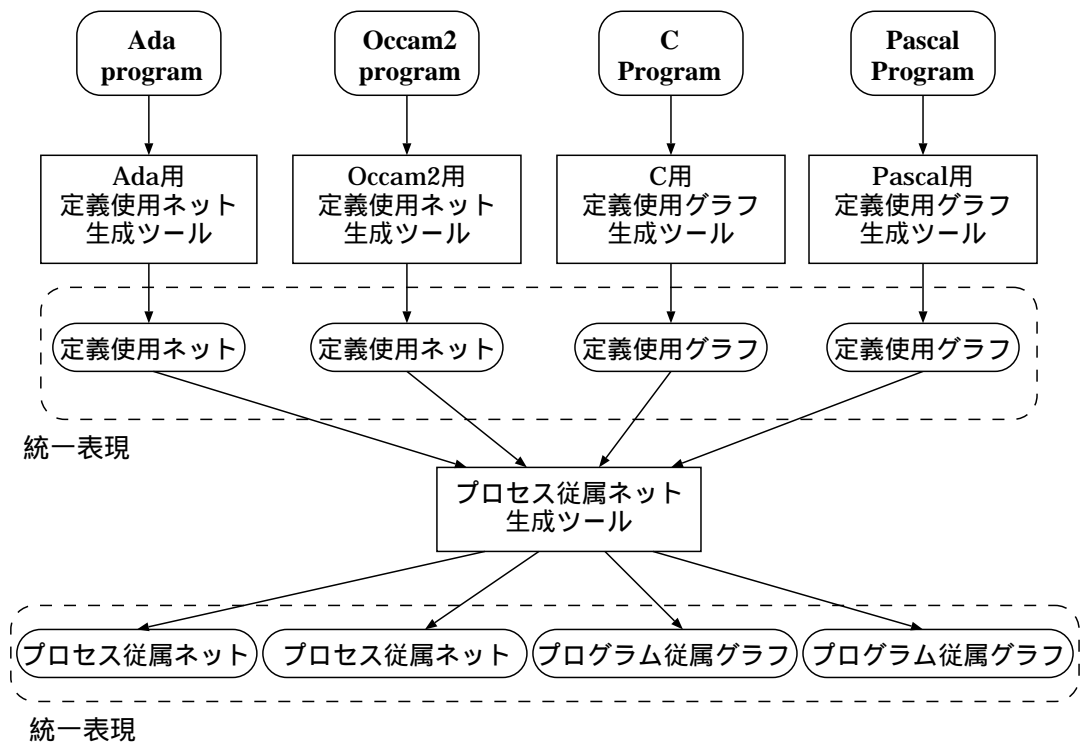 Ada
program
Occam2
program
C
Program
Pascal
Program
Ada用
定義使用ネット
生成ツール
Occam2用
定義使用ネット
生成ツール
C用
定義使用グラフ
生成ツール
Pascal用
定義使用グラフ
生成ツール
定義使用ネット
定義使用ネット
定義使用グラフ
定義使用グラフ
統一表現
プロセス従属ネット
生成ツール
プロセス従属ネット
プロセス従属ネット
プログラム従属グラフ
プログラム従属グラフ
統一表現